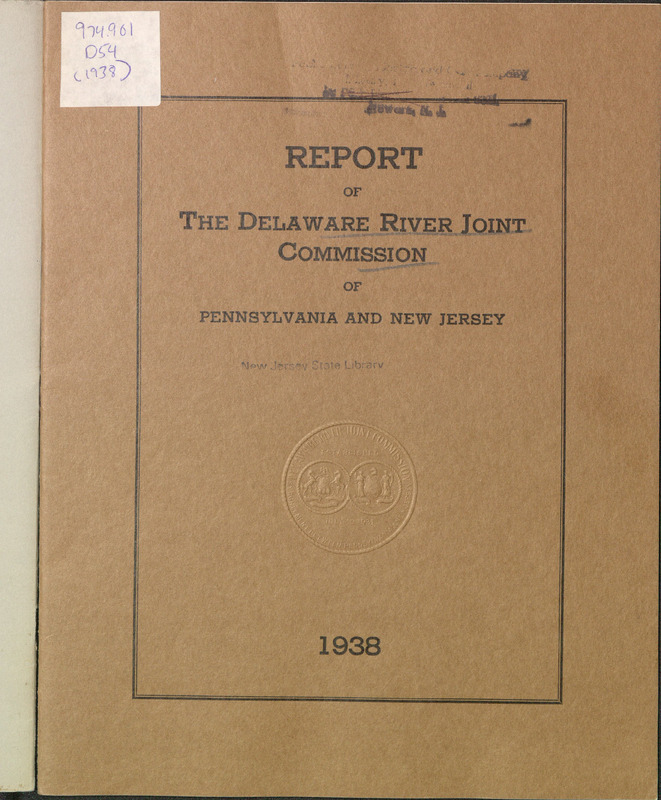 974.901
D54
(1938)
Newark, N. J.
REPORT
OF
THE DELAWARE RIVER JOINT
COMMISSION
OF
PENNSYLVANIA AND NEW JERSEY
New Jersey State Library
1938